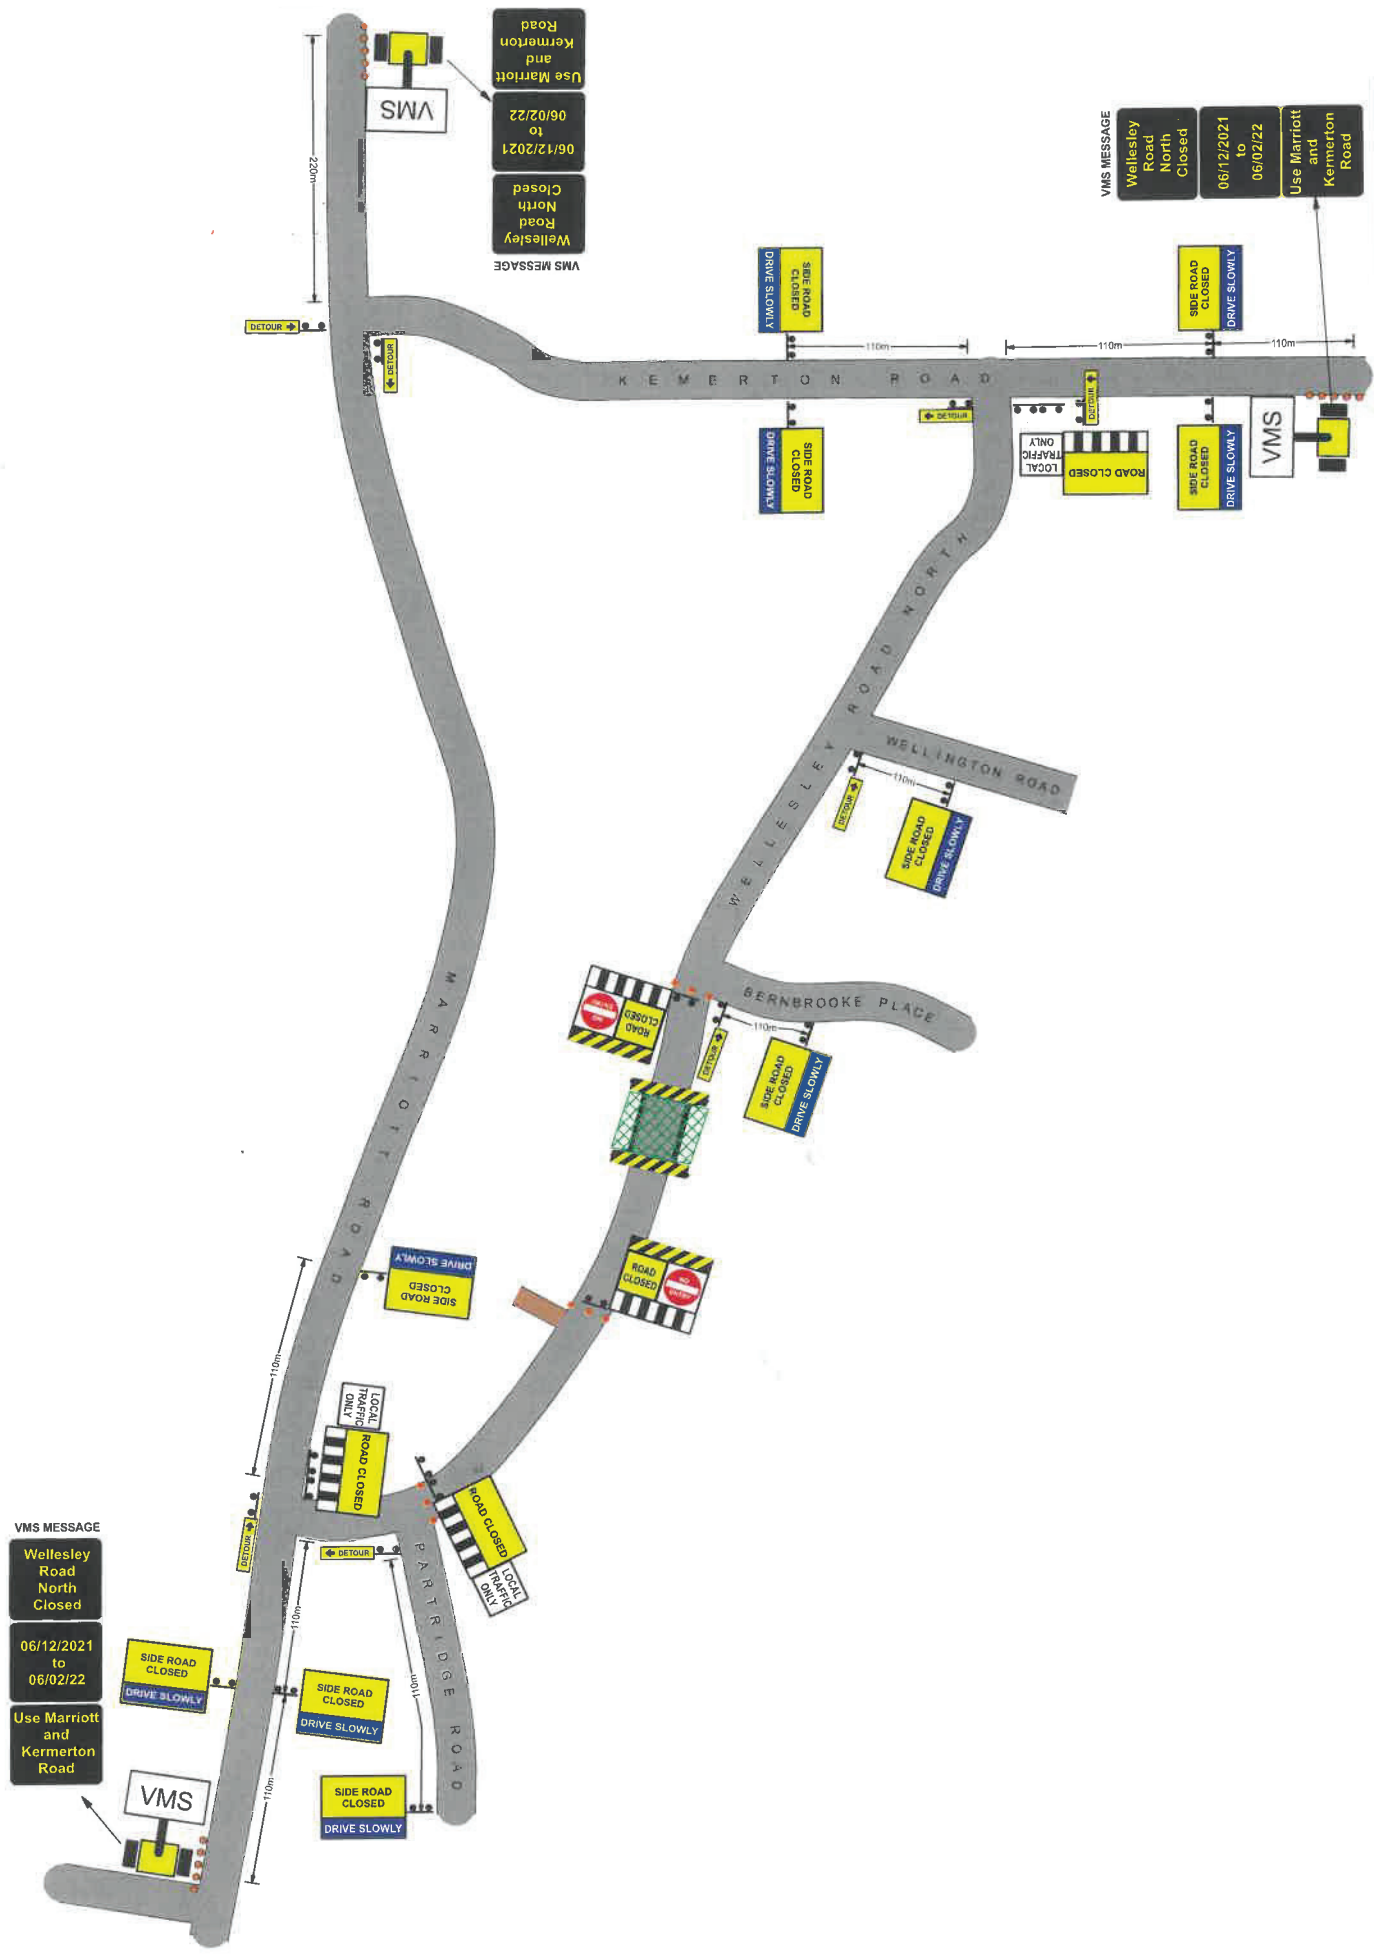 Use Marriott
and
Kermerton
Road
06/12/2021
to
06/02/22
Wellesley
Road
North
Closed
VMS MESSAGE
VMS
220m
DETOUR
DETOUR
VMS MESSAGE
Wellesley
Road
North
Closed
06/12/2021
to
06/02/22
Use Marriott
and
Kermerton
Road
SIDE ROAD
CLOSED
DRIVE SLOWLY
SIDE ROAD
CLOSED
DRIVE SLOWLY
110m
110m
110m
KEMERTON ROAD
DETOUR
DETOUR
SIDE ROAD
CLOSED
DRIVE SLOWLY
SIDE ROAD
CLOSED
DRIVE SLOWLY
VMS
LOCAL
TRAFFIC
ONLY
ROAD CLOSED
WELLESLEY ROAD NORTH
WELLINGTON ROAD
110m
DETOUR
SIDE ROAD
CLOSED
DRIVE SLOWLY
MARRIOTT ROAD
BERNBROOKE PLACE
110m
DETOUR
ROAD
CLOSED
NO
ENTRY
SIDE ROAD
CLOSED
DRIVE SLOWLY
SIDE ROAD
CLOSED
DRIVE SLOWLY
ROAD
CLOSED
NO
ENTRY
110m
LOCAL
TRAFFIC
ONLY
ROAD CLOSED
ROAD CLOSED
LOCAL
TRAFFIC
ONLY
DETOUR
DETOUR
PARTRIDGE ROAD
110m
110m
110m
VMS MESSAGE
Wellesley
Road
North
Closed
06/12/2021
to
06/02/22
Use Marriott
and
Kermerton
Road
SIDE ROAD
CLOSED
DRIVE SLOWLY
SIDE ROAD
CLOSED
DRIVE SLOWLY
SIDE ROAD
CLOSED
DRIVE SLOWLY
VMS